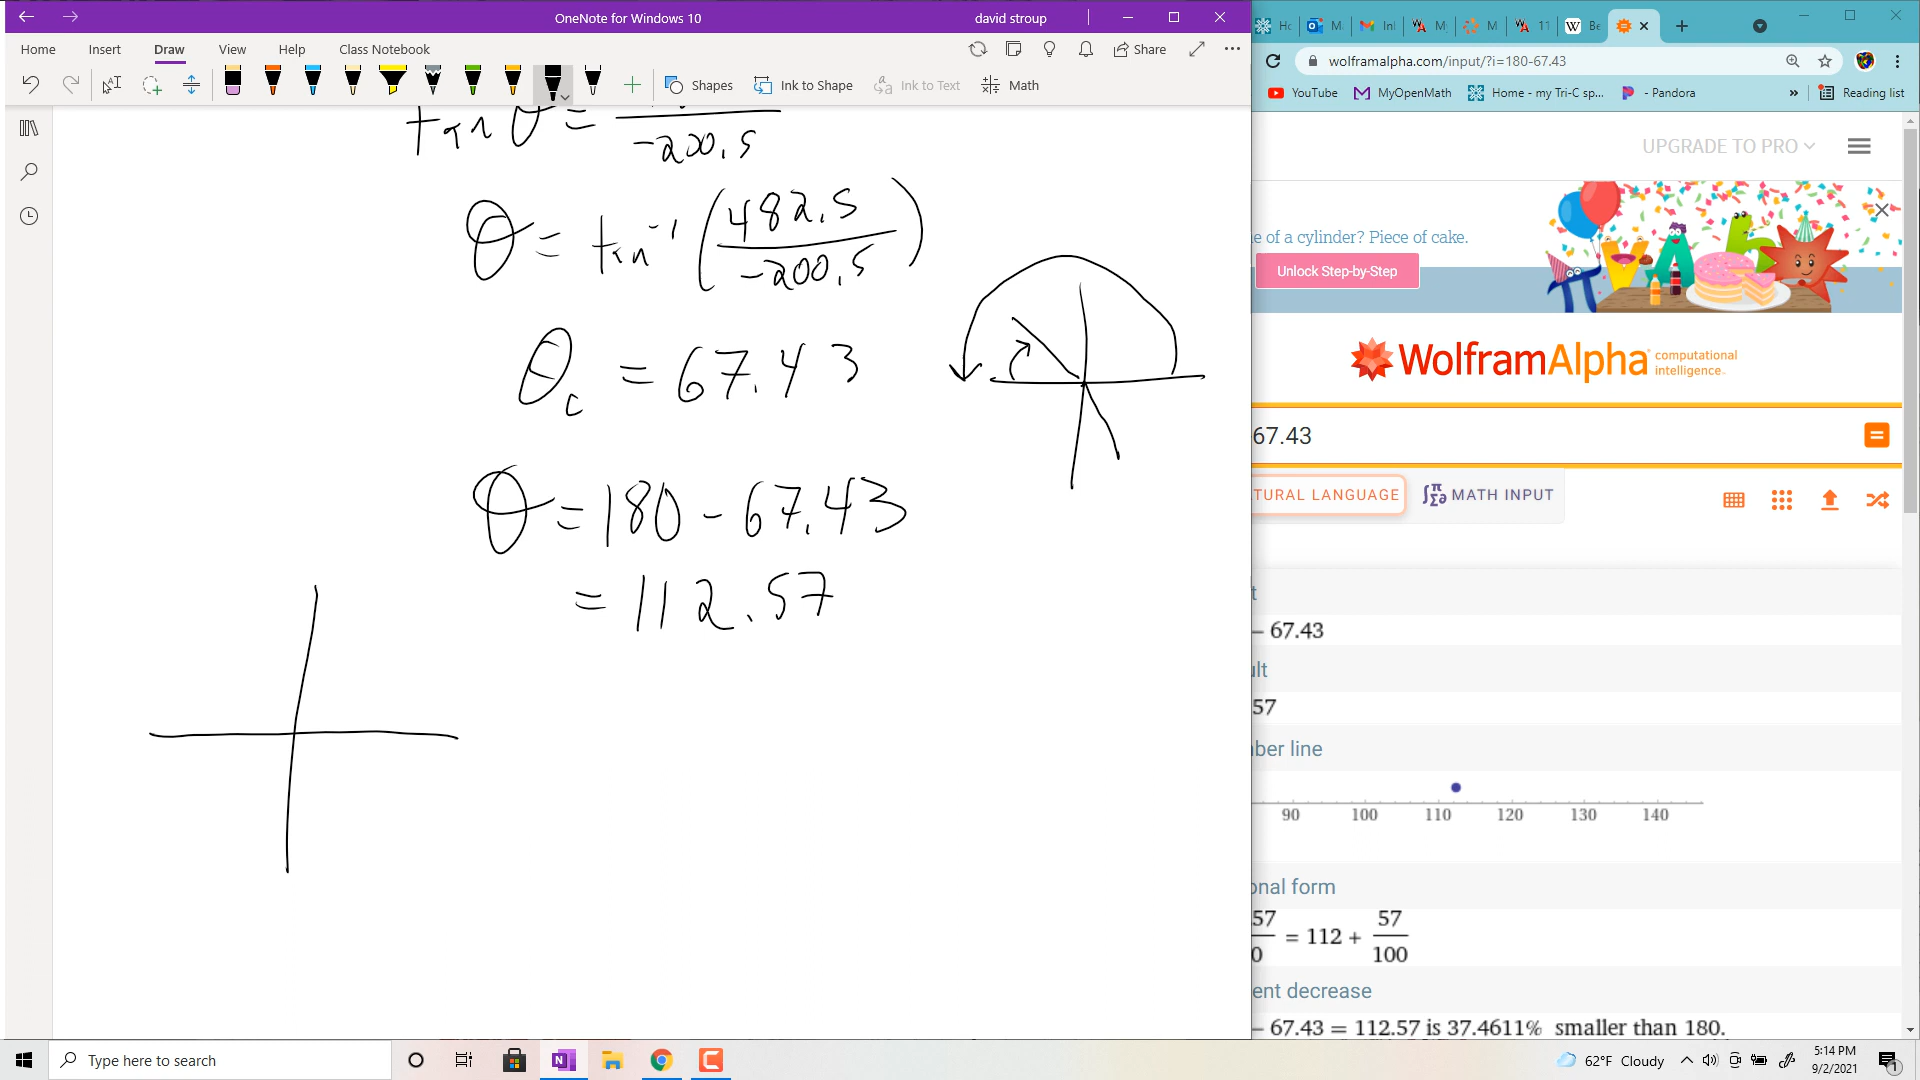 OneNote for Windows 10
david stroup
Home Insert Draw View Help Class Notebook
Share
Shapes Ink to Shape Ink to Text Math
tan θ =
-200.5
θ = tan⁻¹ (482.5 / -200.5)
θc = 67.43
θ = 180 - 67.43
= 112.57
wolframalpha.com/input/?i=180-67.43
YouTube MyOpenMath Home - my Tri-C sp... - Pandora » Reading list
UPGRADE TO PRO
e of a cylinder? Piece of cake.
Unlock Step-by-Step
WolframAlpha computational intelligence.
67.43
TURAL LANGUAGE MATH INPUT
t
– 67.43
ult
57
ber line
90 100 110 120 130 140
onal form
57/0 = 112 + 57/100
ent decrease
– 67.43 = 112.57 is 37.4611% smaller than 180.
Type here to search
62°F Cloudy
5:14 PM
9/2/2021
1